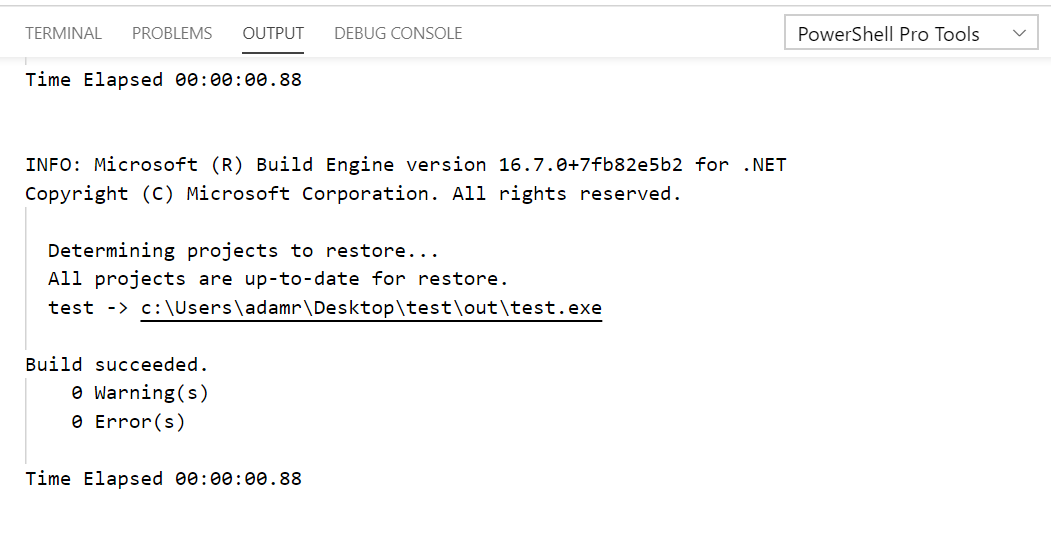 TERMINAL PROBLEMS OUTPUT DEBUG CONSOLE PowerShell Pro Tools
Time Elapsed 00:00:00.88
INFO: Microsoft (R) Build Engine version 16.7.0+7fb82e5b2 for .NET
Copyright (C) Microsoft Corporation. All rights reserved.
Determining projects to restore...
All projects are up-to-date for restore.
test -> c:\Users\adamr\Desktop\test\out\test.exe
Build succeeded.
0 Warning(s)
0 Error(s)
Time Elapsed 00:00:00.88